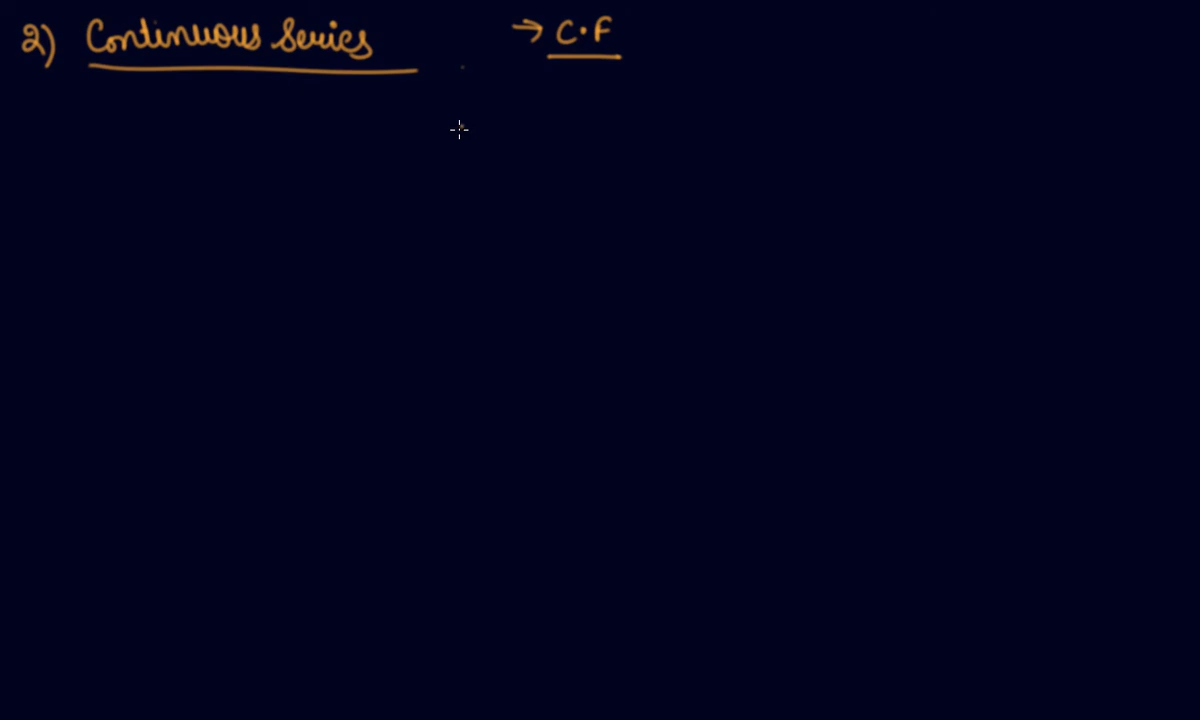 2) Continuous Series → C.F